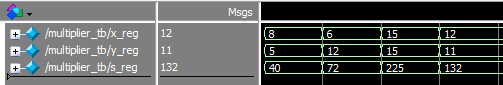 Msgs
/multiplier_tb/x_reg 12 8 6 15 12
/multiplier_tb/y_reg 11 5 12 15 11
/multiplier_tb/s_reg 132 40 72 225 132